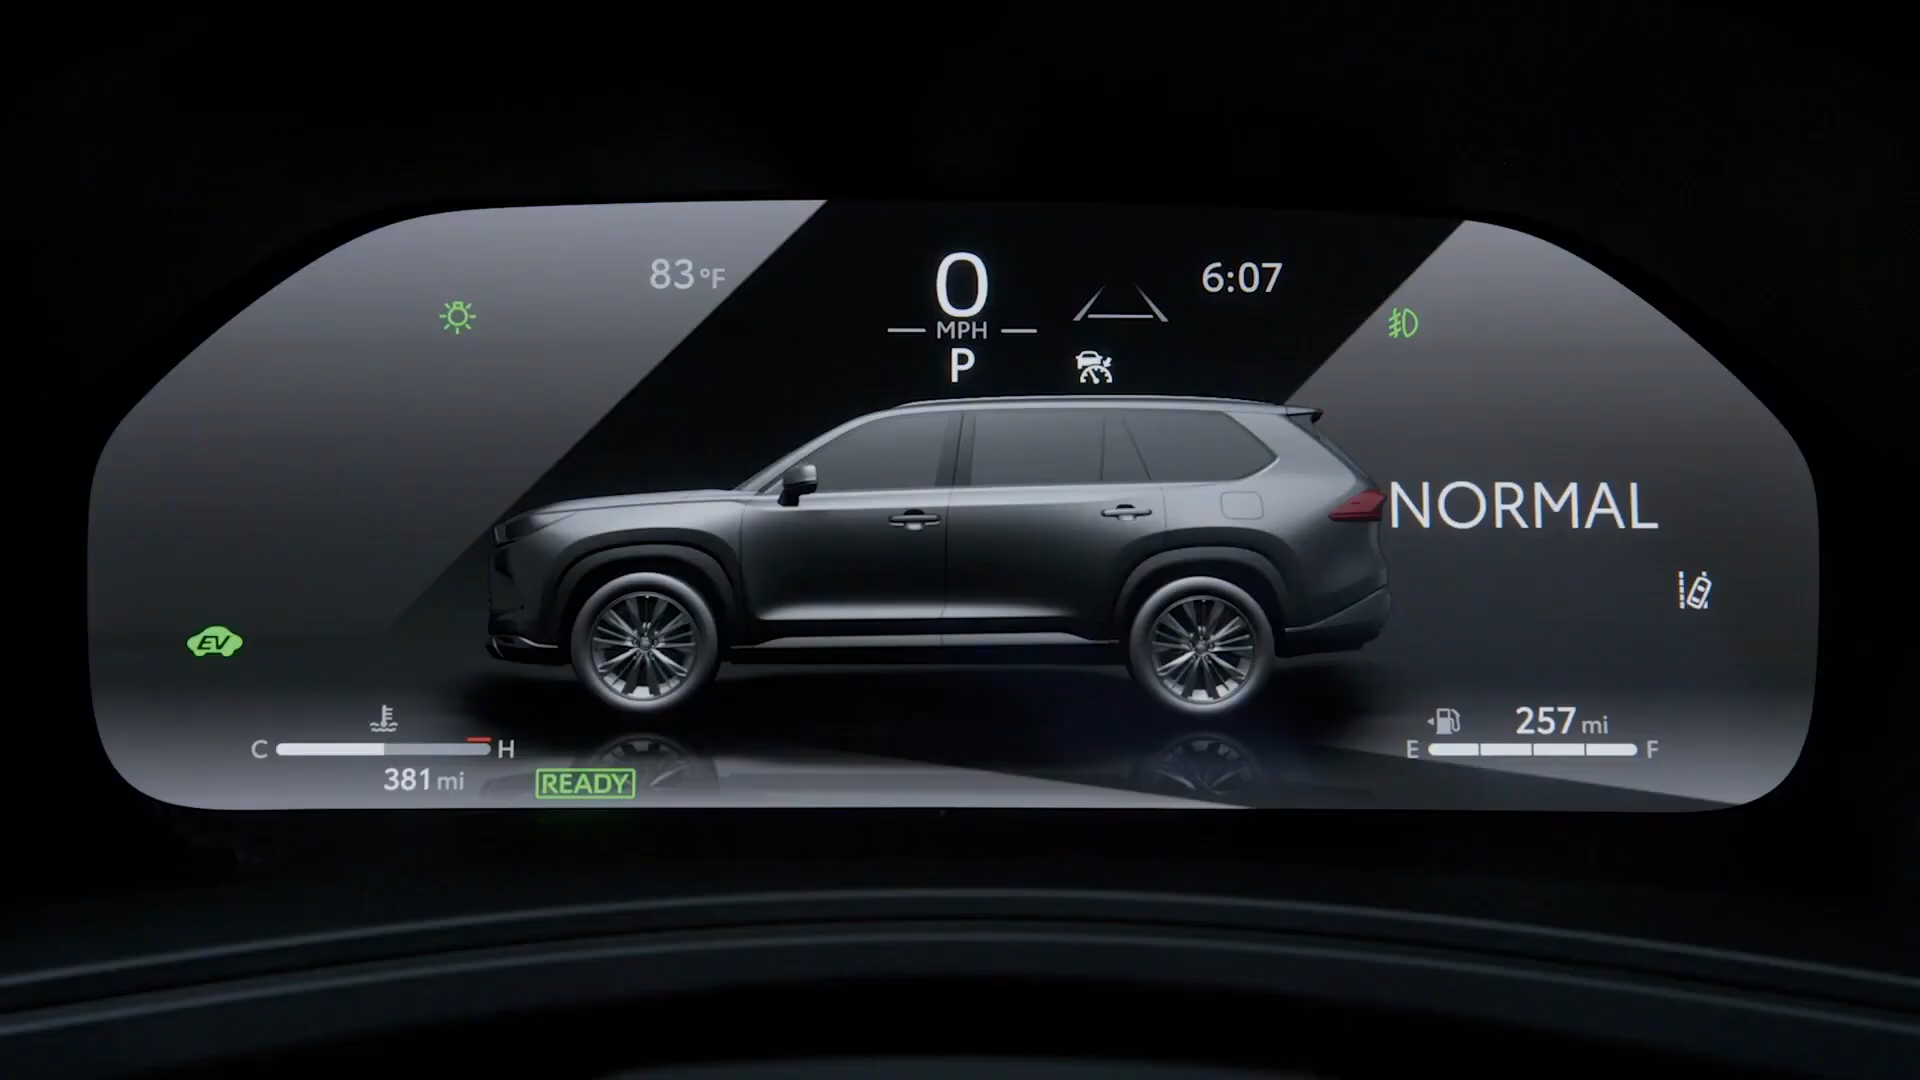 83°F
0
MPH
P
6:07
NORMAL
EV
C H
381 mi
READY
257 mi
E F